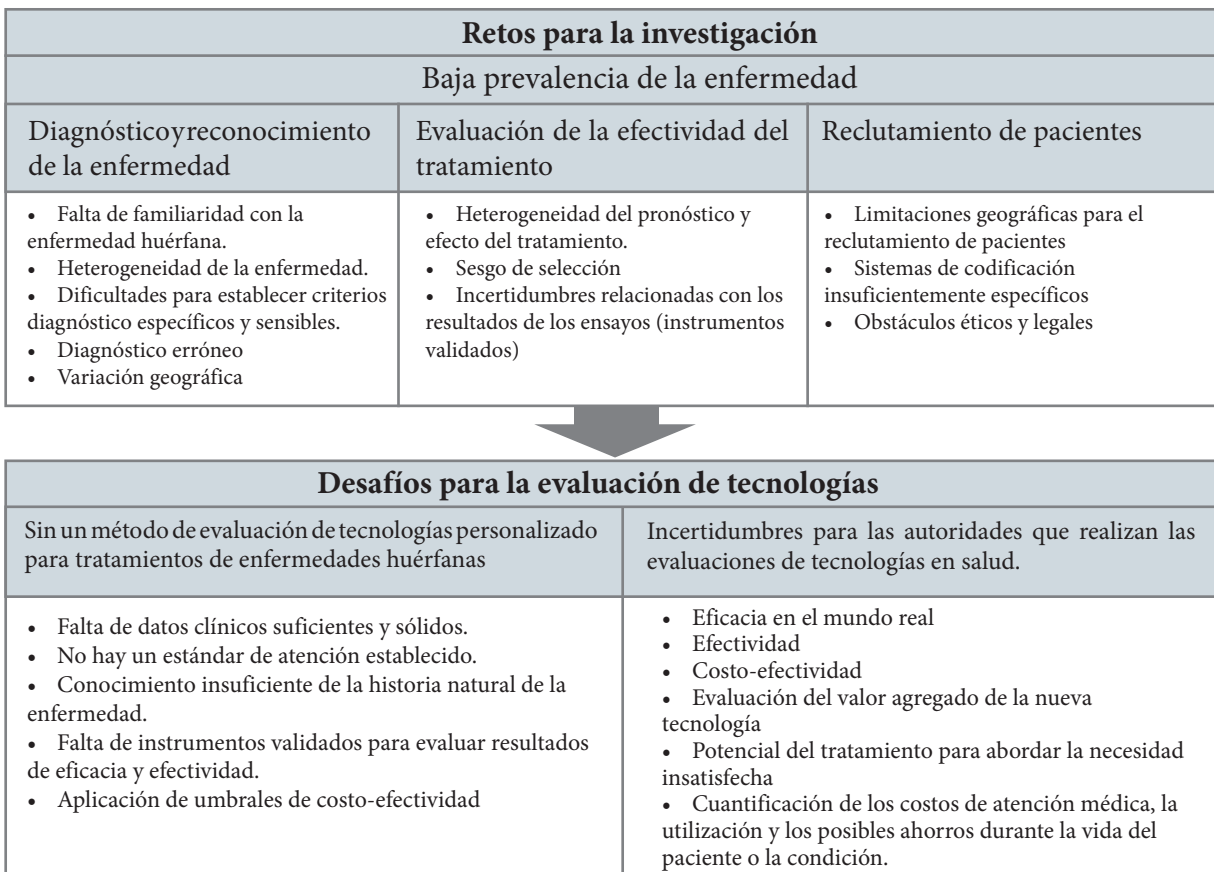 Retos para la investigación
Baja prevalencia de la enfermedad
Diagnóstico y reconocimiento
de la enfermedad
• Falta de familiaridad con la
enfermedad huérfana.
• Heterogeneidad de la enfermedad.
• Dificultades para establecer criterios
diagnóstico específicos y sensibles.
• Diagnóstico erróneo
• Variación geográfica
Evaluación de la efectividad del
tratamiento
• Heterogeneidad del pronóstico y
efecto del tratamiento.
• Sesgo de selección
• Incertidumbres relacionadas con los
resultados de los ensayos (instrumentos
validados)
Reclutamiento de pacientes
• Limitaciones geográficas para el
reclutamiento de pacientes
• Sistemas de codificación
insuficientemente específicos
• Obstáculos éticos y legales
Desafíos para la evaluación de tecnologías
Sin un método de evaluación de tecnologías personalizado
para tratamientos de enfermedades huérfanas
• Falta de datos clínicos suficientes y sólidos.
• No hay un estándar de atención establecido.
• Conocimiento insuficiente de la historia natural de la
enfermedad.
• Falta de instrumentos validados para evaluar resultados
de eficacia y efectividad.
• Aplicación de umbrales de costo-efectividad
Incertidumbres para las autoridades que realizan las
evaluaciones de tecnologías en salud.
• Eficacia en el mundo real
• Efectividad
• Costo-efectividad
• Evaluación del valor agregado de la nueva
tecnología
• Potencial del tratamiento para abordar la necesidad
insatisfecha
• Cuantificación de los costos de atención médica, la
utilización y los posibles ahorros durante la vida del
paciente o la condición.